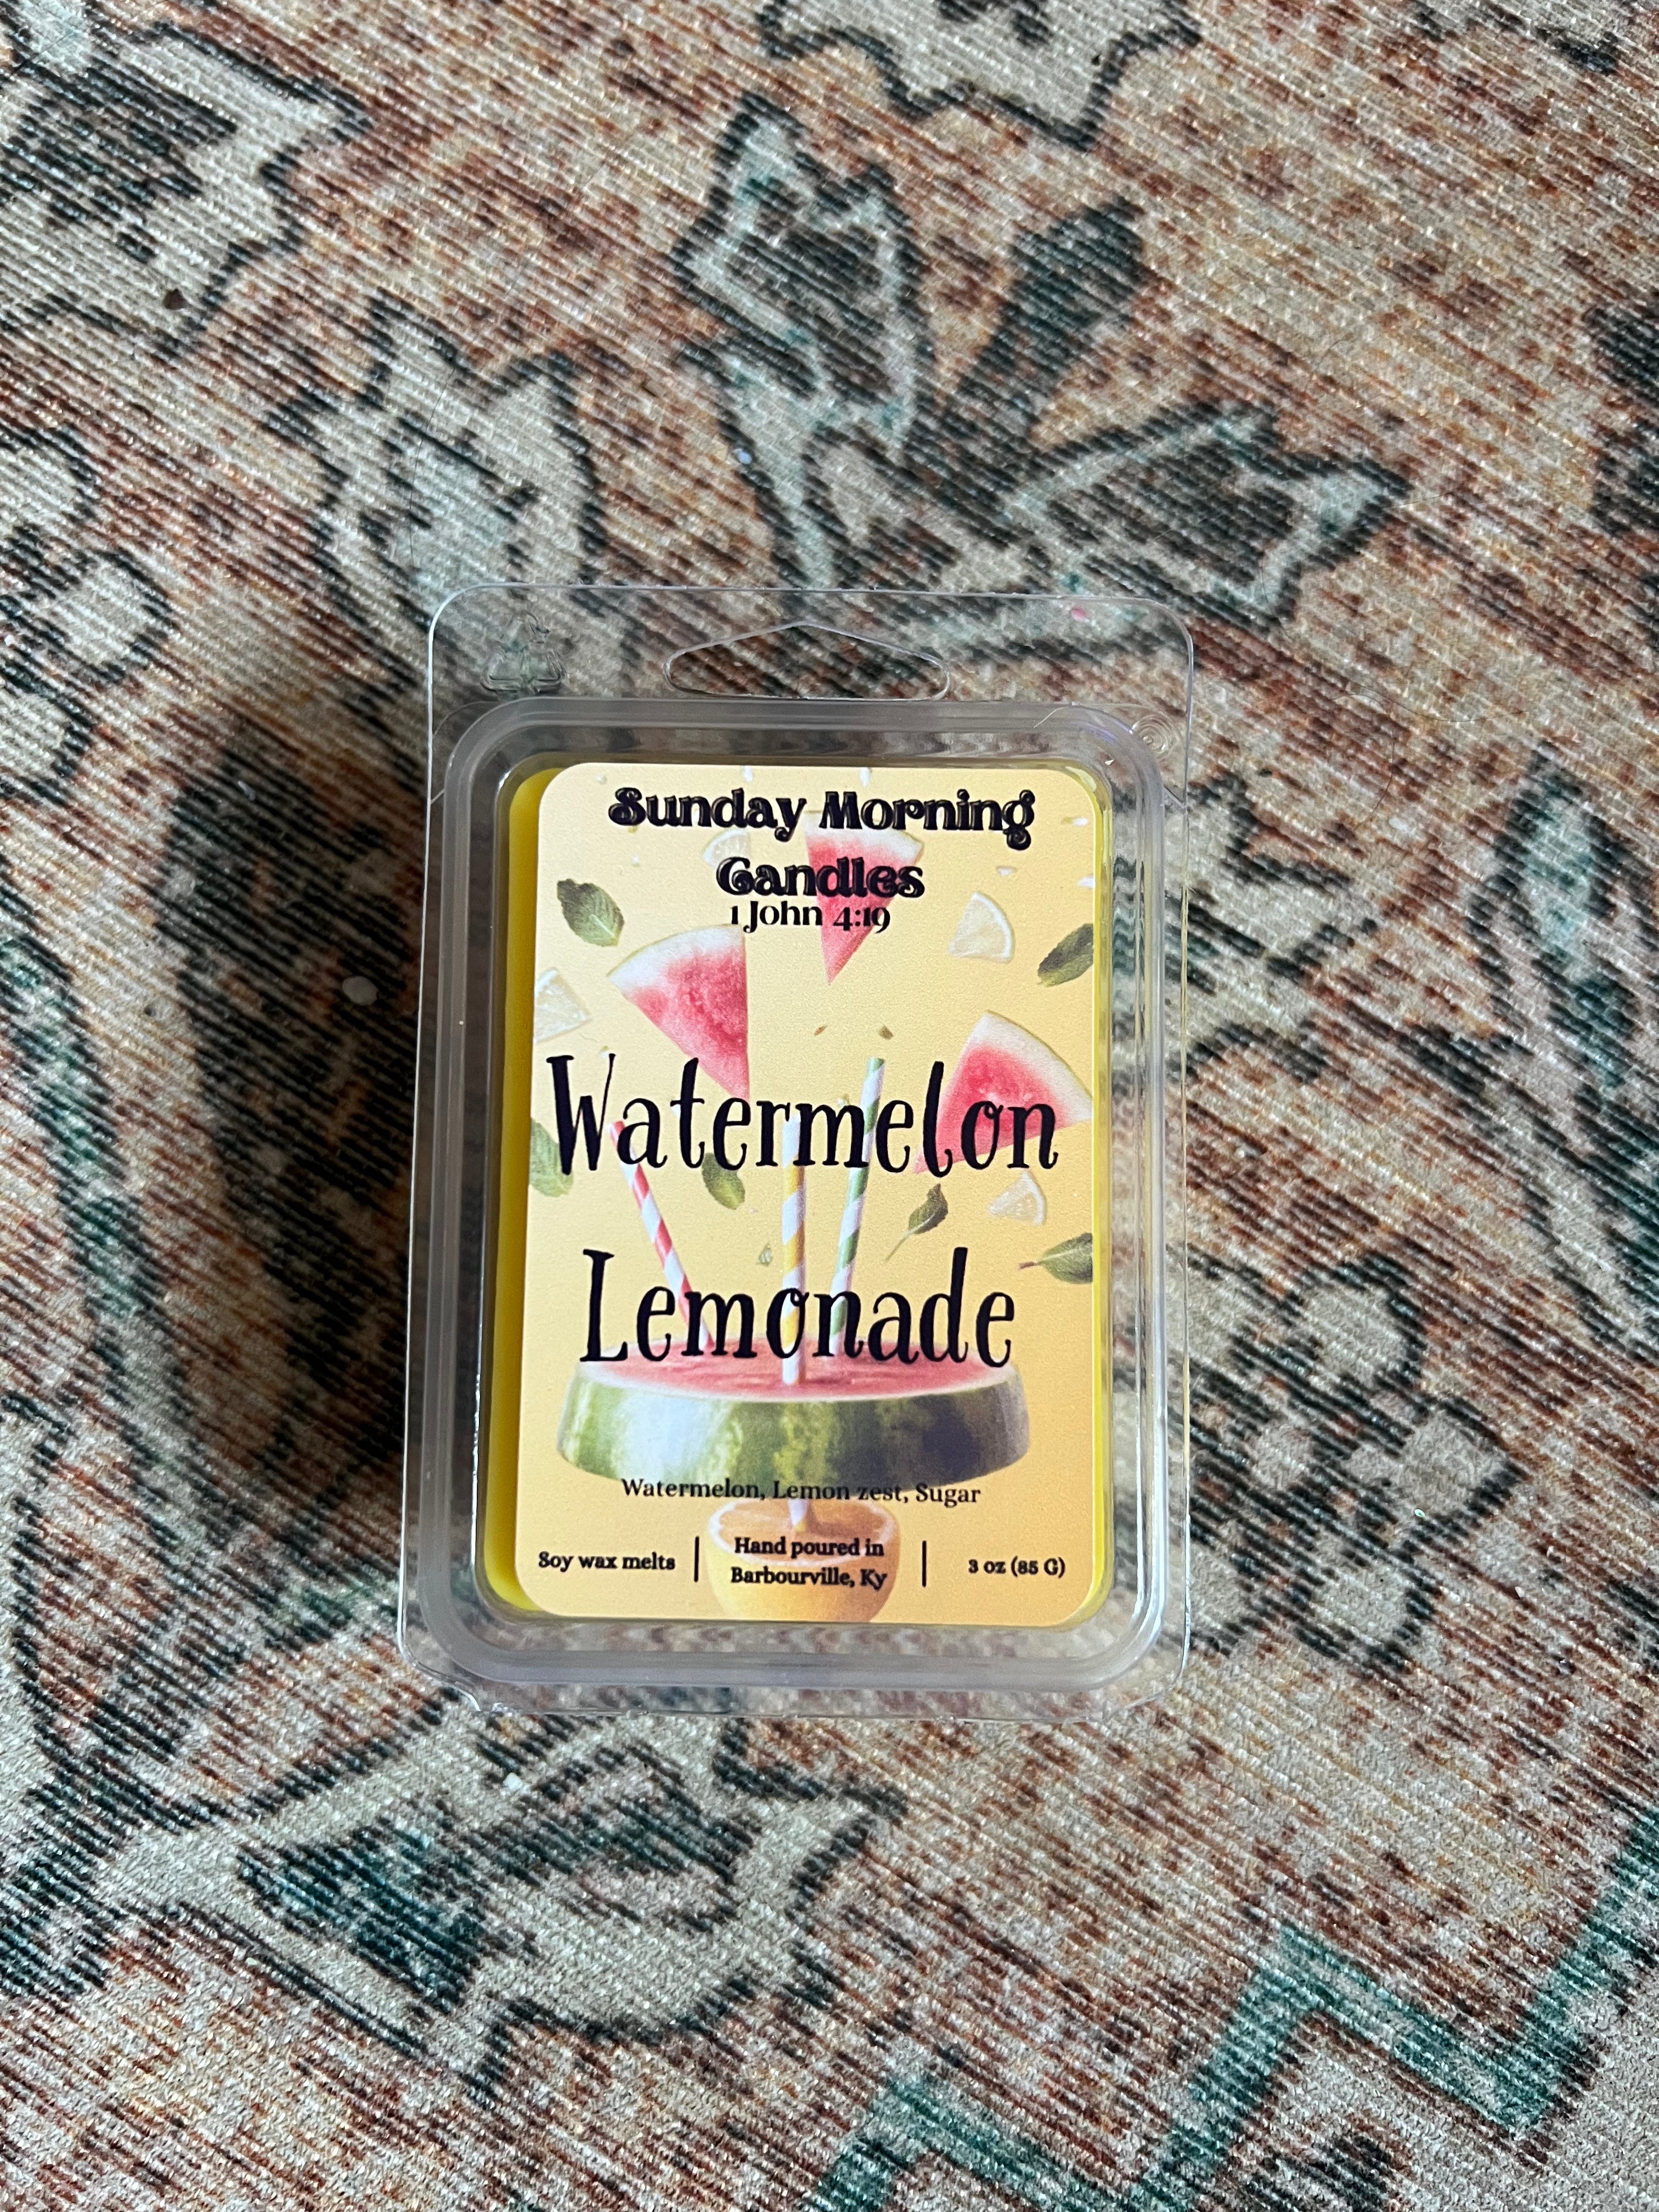 Sunday Morning
Candles
1 John 4:19
Watermelon
Lemonade
Watermelon, Lemon zest, Sugar
Soy wax melts | Hand poured in
Barbourville, Ky | 3 oz (85 G)